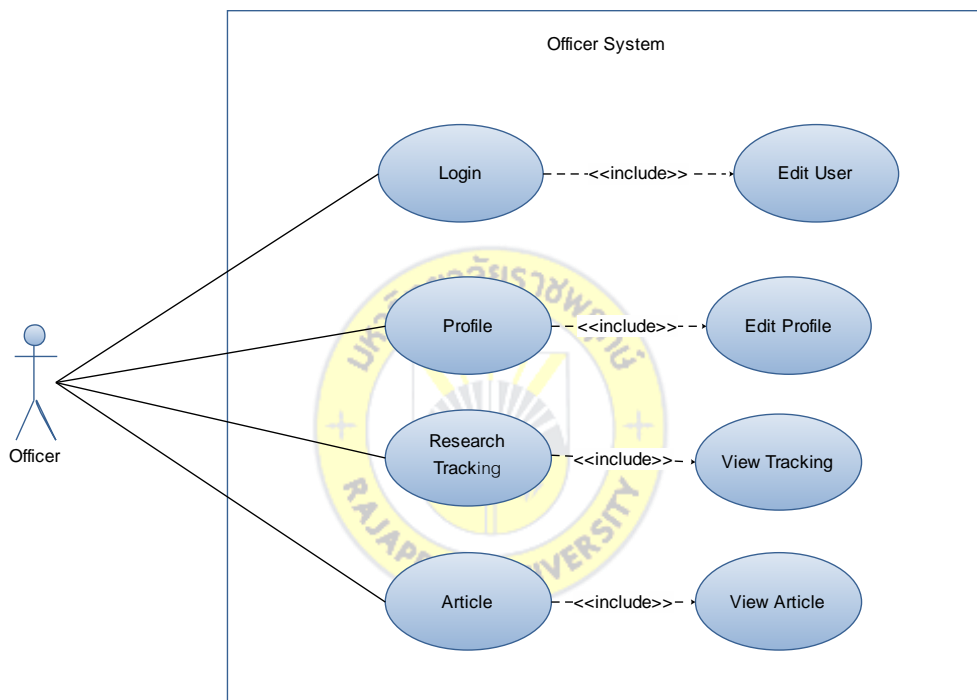 Officer System
Login
<<include>>
Edit User
Profile
<<include>>
Edit Profile
Officer
Research
Tracking
<<include>>
View Tracking
Article
<<include>>
View Article